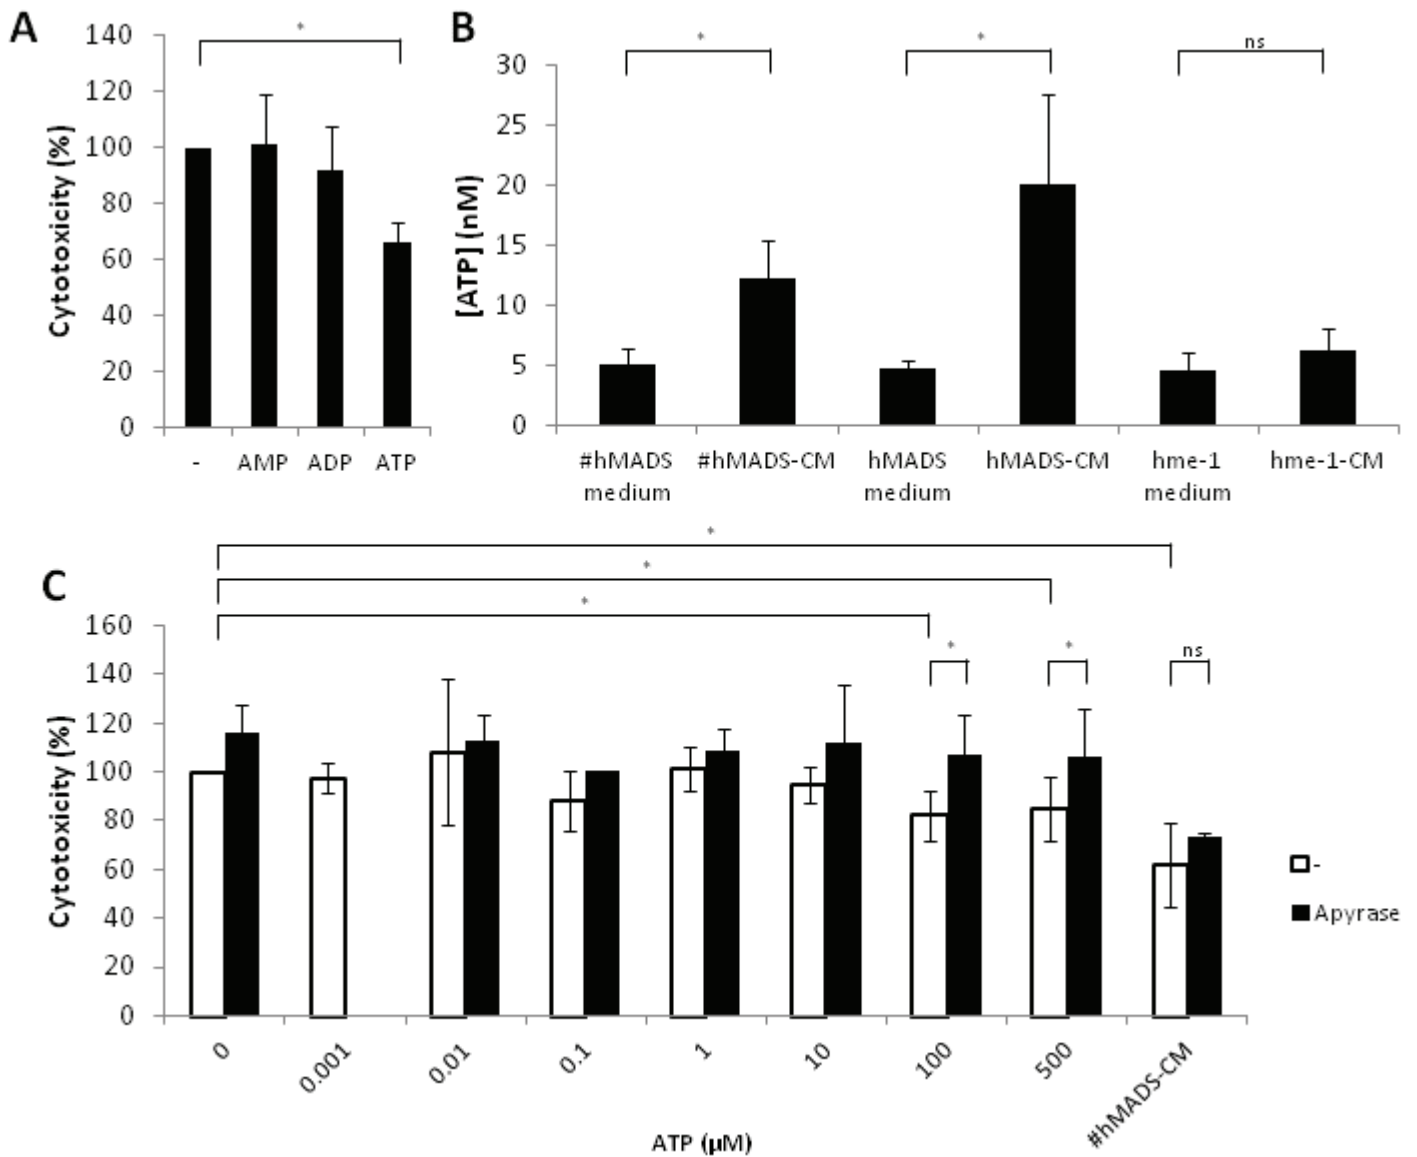 A
140
120
100
80
60
40
20
0
Cytotoxicity (%)
*
- AMP ADP ATP
B
30
25
20
15
10
5
0
[ATP] (nM)
* * ns
#hMADS #hMADS-CM hMADS hMADS-CM hme-1 hme-1-CM
medium medium medium
C
*
*
*
* * ns
160
140
120
100
80
60
40
20
0
Cytotoxicity (%)
0 0.001 0.01 0.1 1 10 100 500 #hMADS-CM
ATP (µM)
-
Apyrase